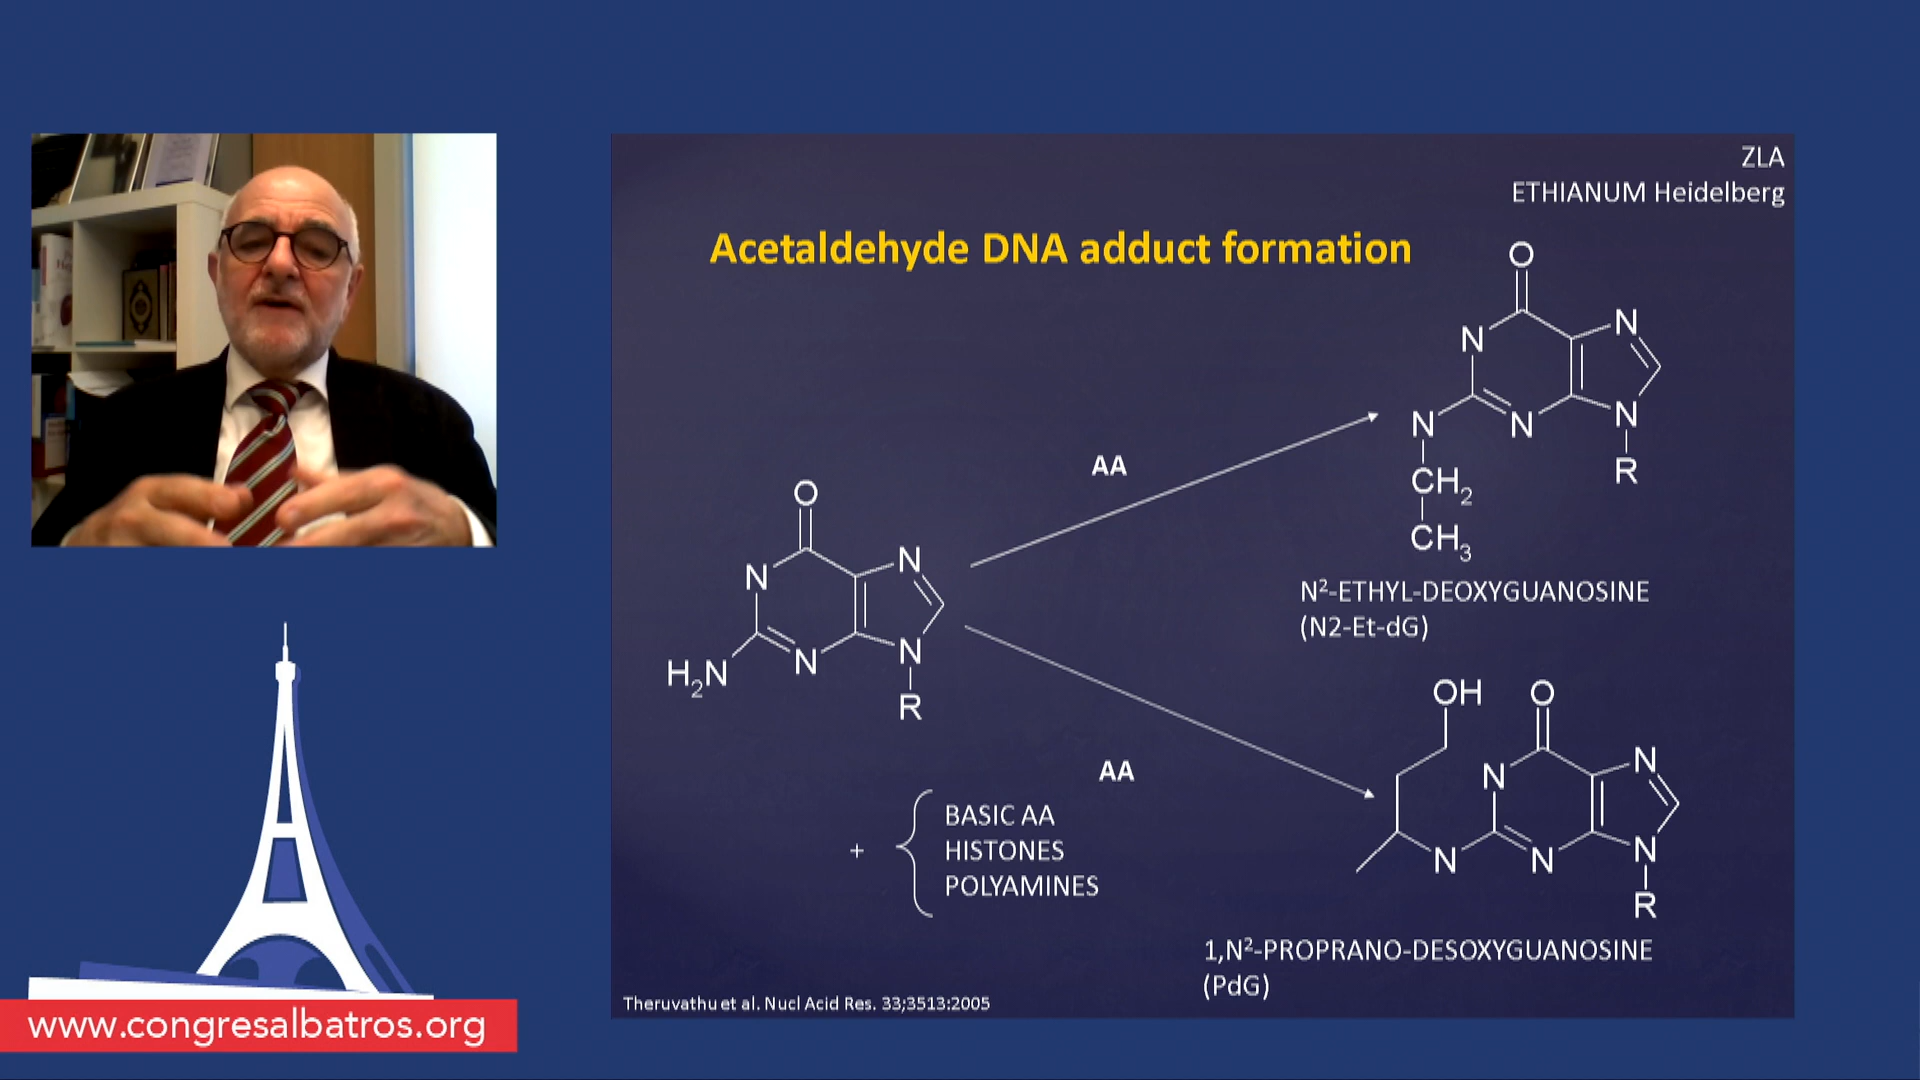 ZLA
ETHIANUM Heidelberg
Acetaldehyde DNA adduct formation
O
N
N
N
N
N
R
CH2
CH3
AA
N²-ETHYL-DEOXYGUANOSINE
(N2-Et-dG)
O
N
N
H2N
N
N
R
AA
+
BASIC AA
HISTONES
POLYAMINES
OH
O
N
N
N
N
N
R
1,N²-PROPRANO-DESOXYGUANOSINE
(PdG)
Theruvathu et al. Nucl Acid Res. 33;3513:2005
www.congresalbatros.org